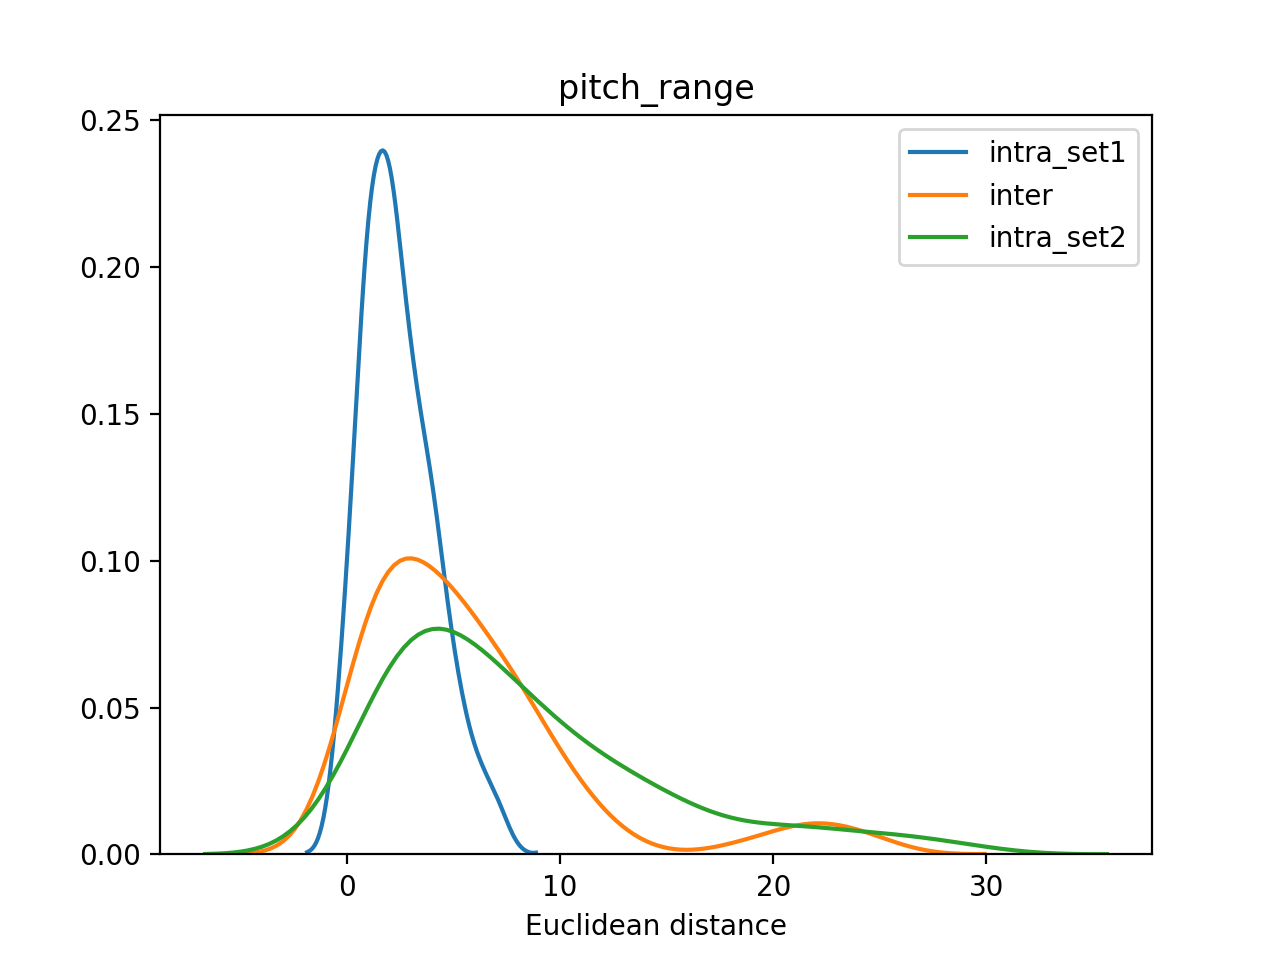 pitch_range
0.25
0.20
0.15
0.10
0.05
0.00
intra_set1
inter
intra_set2
0 10 20 30
Euclidean distance